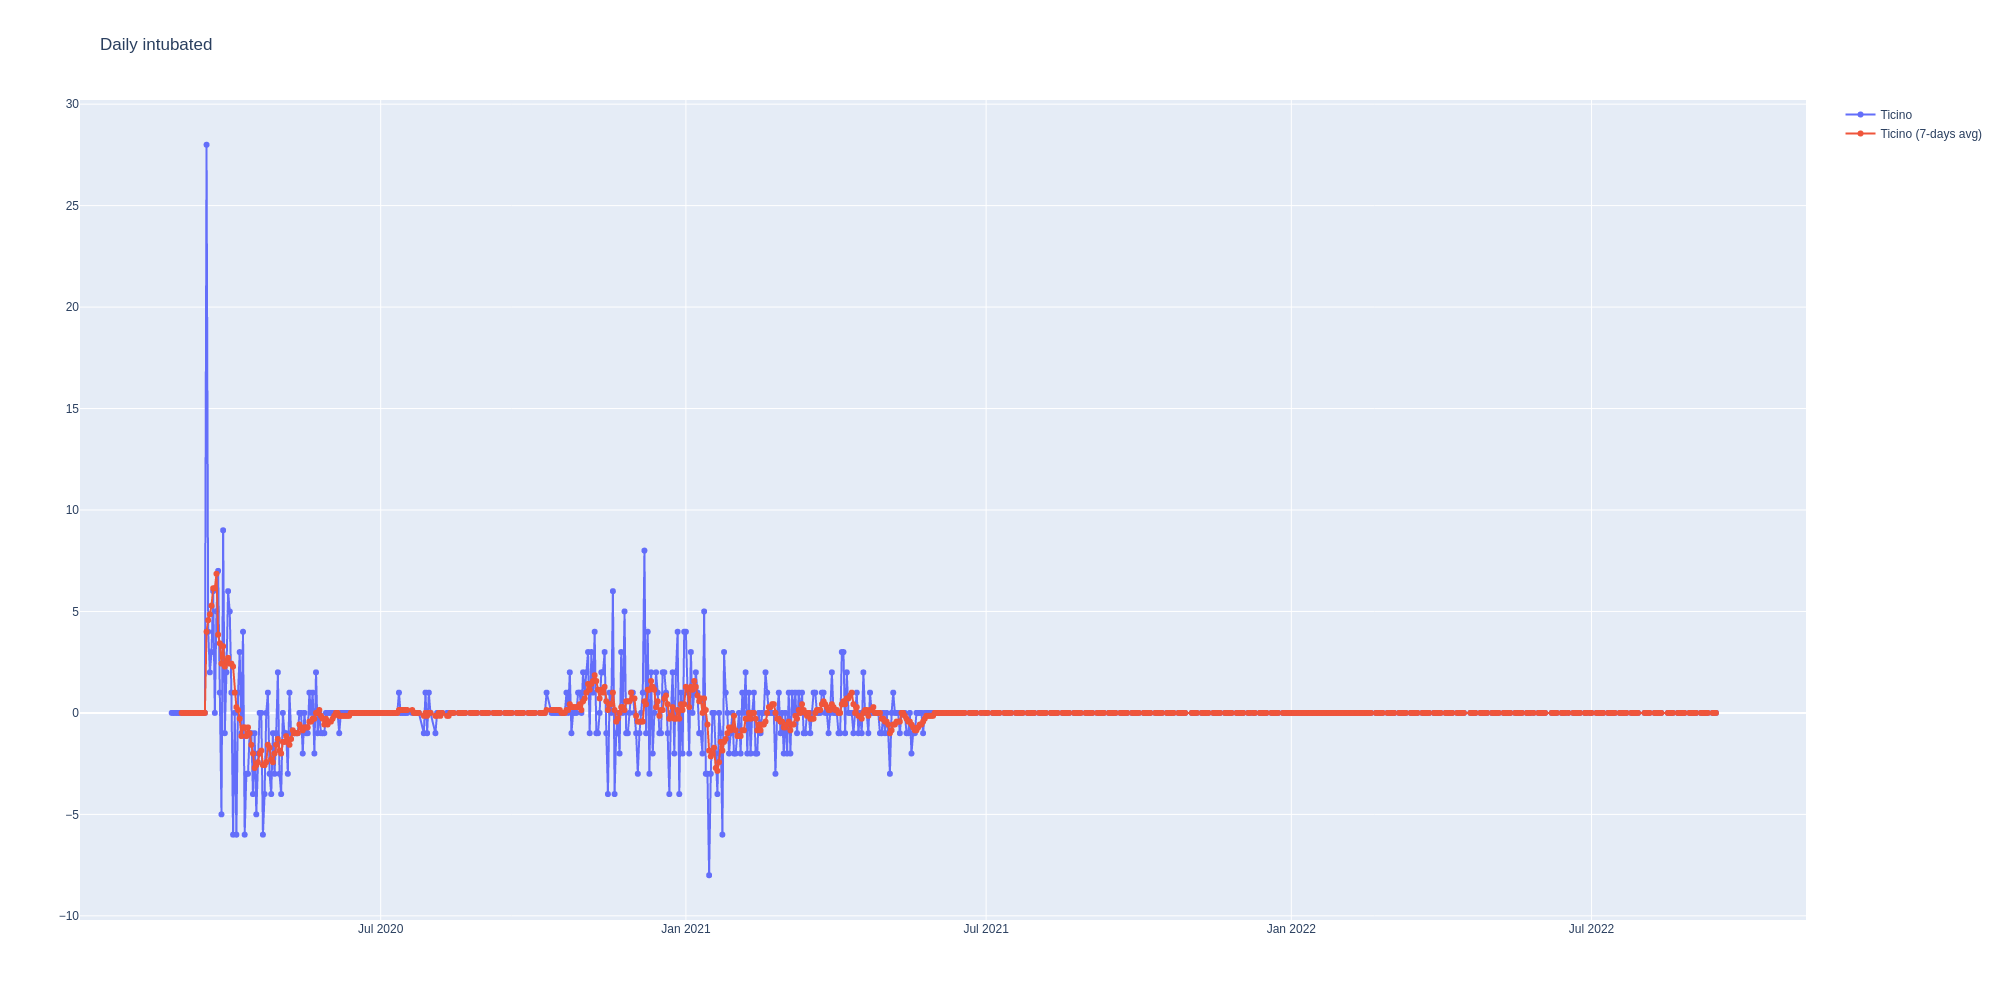 Daily intubated
Ticino
Ticino (7-days avg)
30
25
20
15
10
5
0
−5
−10
Jul 2020
Jan 2021
Jul 2021
Jan 2022
Jul 2022